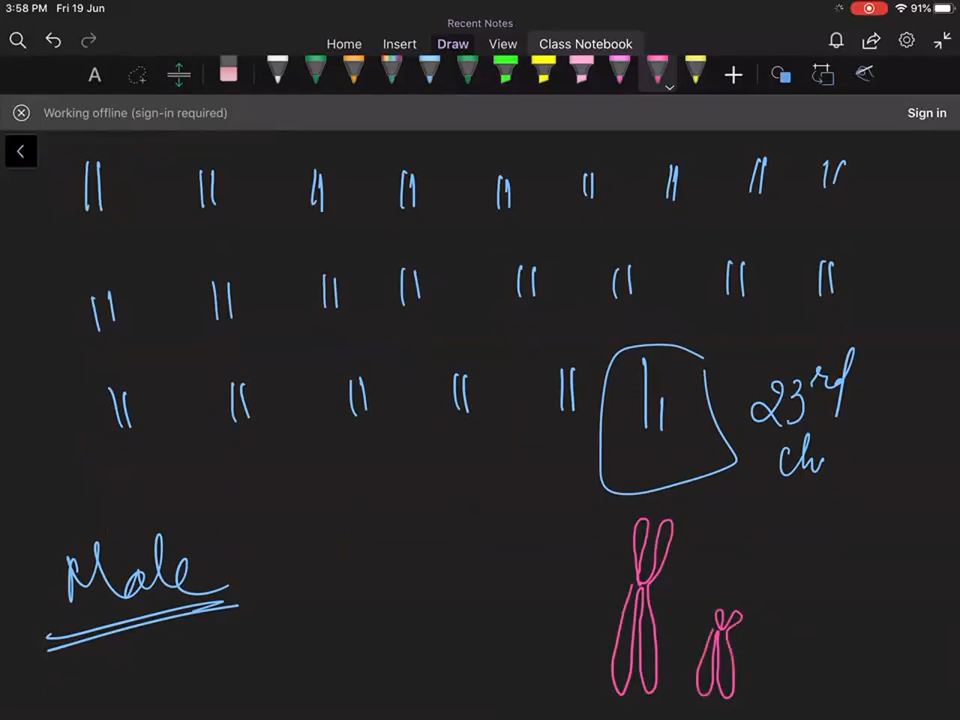 3:58 PM Fri 19 Jun 91%
Recent Notes
Home Insert Draw View Class Notebook
A
Working offline (sign-in required) Sign in
23rd
ch
Male